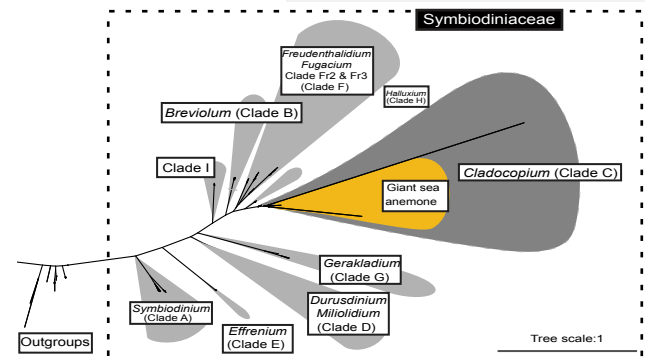 Symbiodiniaceae
Freudenthalidium
Fugacium
Clade Fr2 & Fr3
(Clade F)
Halluxium
(Clade H)
Breviolum (Clade B)
Clade I
Cladocopium (Clade C)
Giant sea
anemone
Gerakladium
(Clade G)
Durusdinium
Miliolidium
(Clade D)
Symbiodinium
(Clade A)
Effrenium
(Clade E)
Outgroups
Tree scale:1